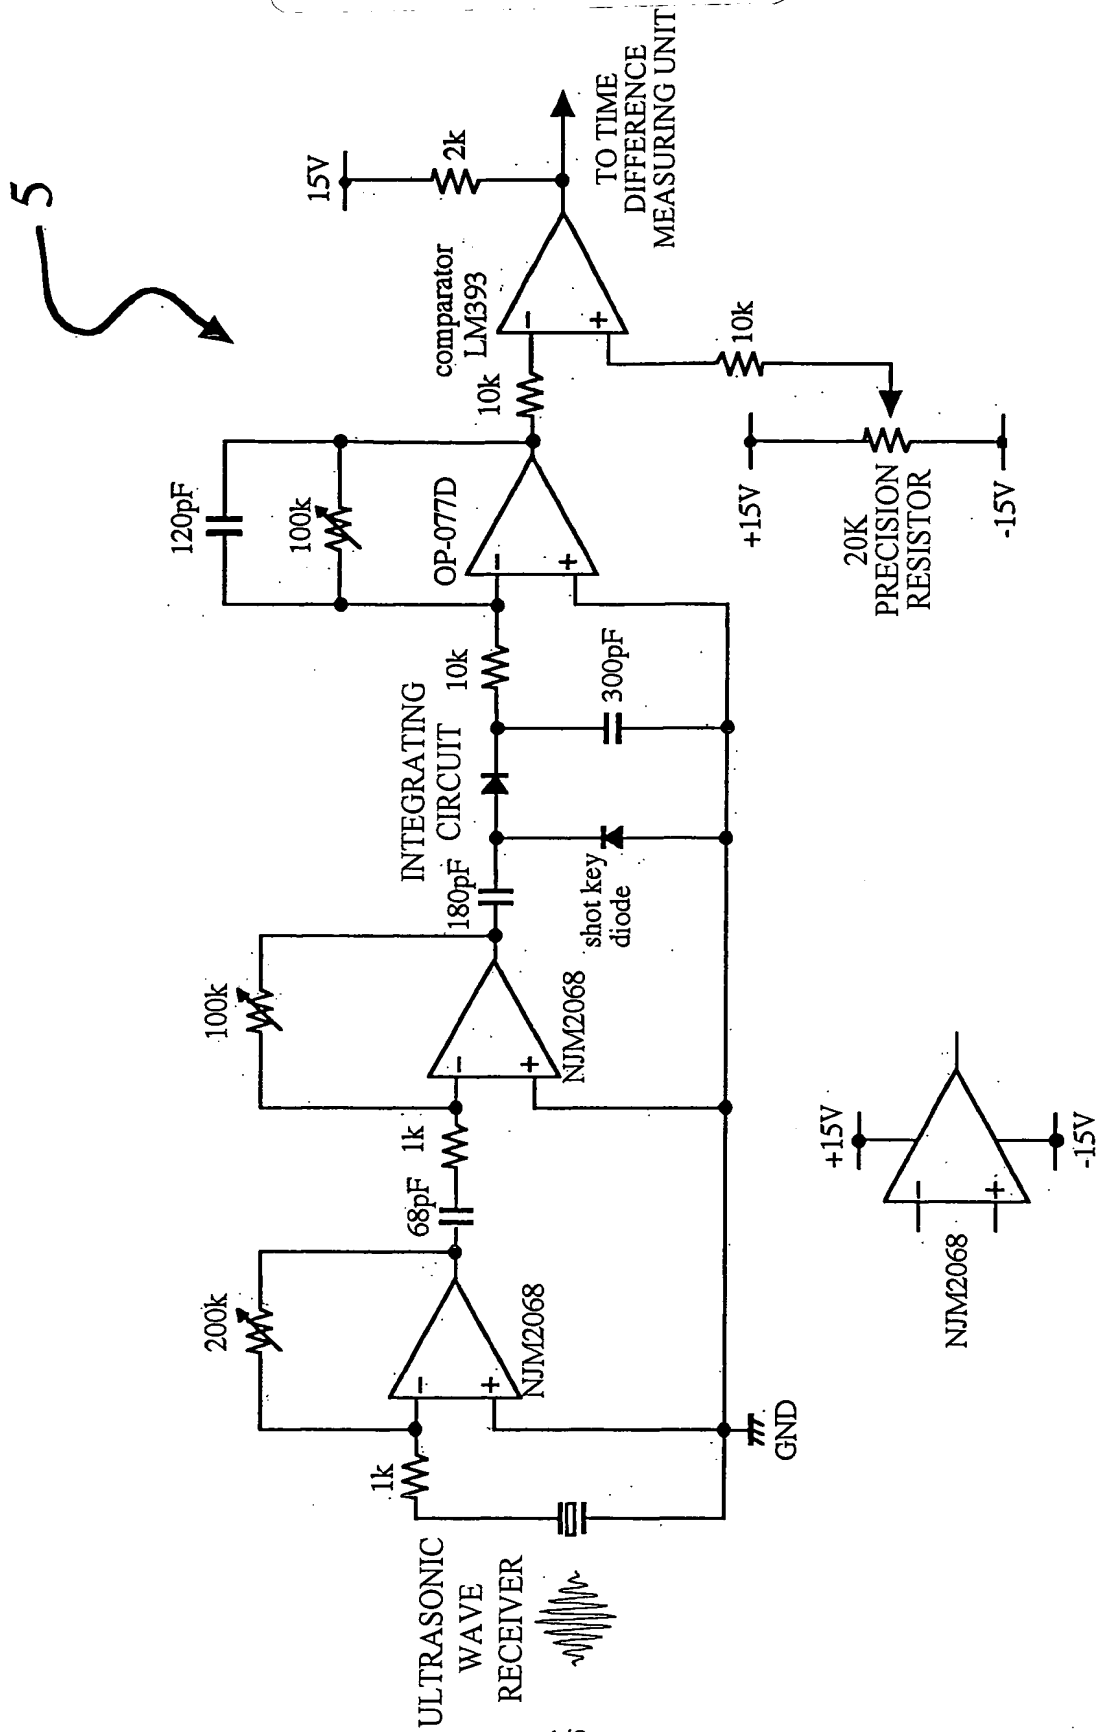 5
15V
2k
TO TIME
DIFFERENCE
MEASURING UNIT
comparator
LM393
−
+
10k
10k
+15V
-15V
20K
PRECISION
RESISTOR
120pF
100k
OP-077D
−
+
10k
300pF
INTEGRATING
CIRCUIT
180pF
shot key
diode
100k
NJM2068
−
+
1k
68pF
200k
NJM2068
−
+
1k
GND
ULTRASONIC
WAVE
RECEIVER
+15V
-15V
−
+
NJM2068